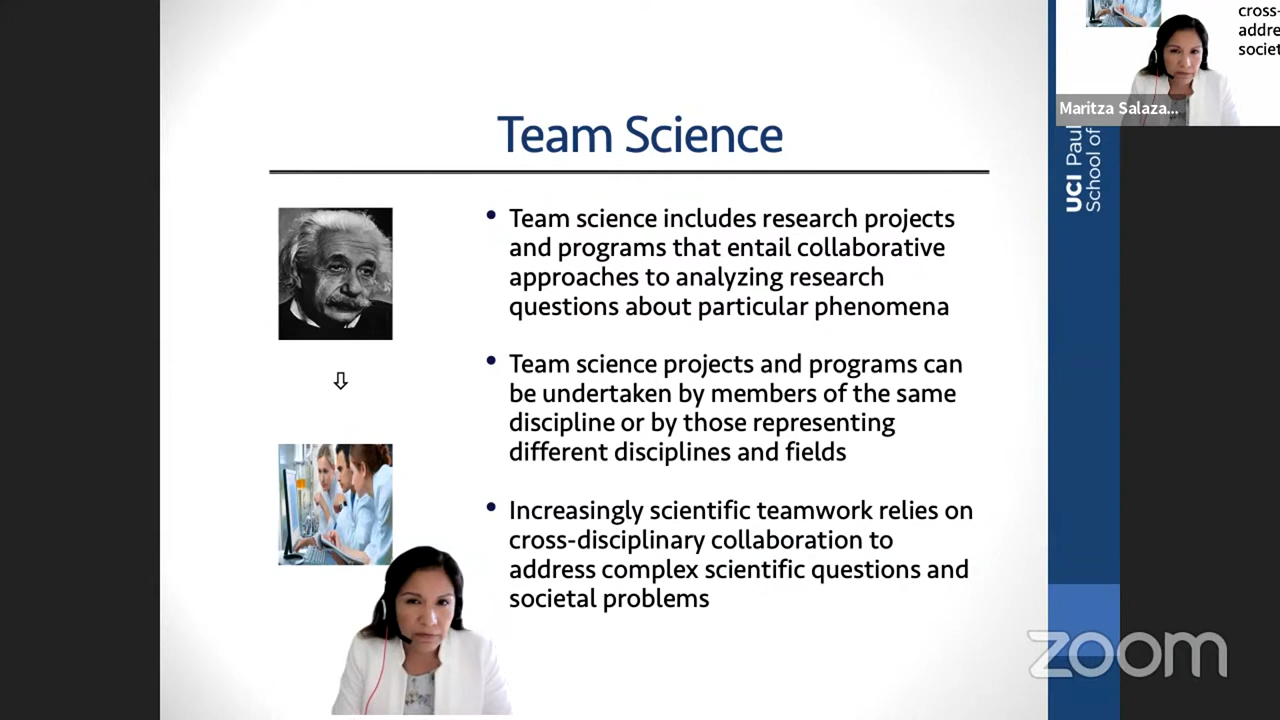 Team Science
• Team science includes research projects
and programs that entail collaborative
approaches to analyzing research
questions about particular phenomena
• Team science projects and programs can
be undertaken by members of the same
discipline or by those representing
different disciplines and fields
• Increasingly scientific teamwork relies on
cross-disciplinary collaboration to
address complex scientific questions and
societal problems
cross-
addre
societ
Maritza Salaza...
UCI Paul
School of
zoom